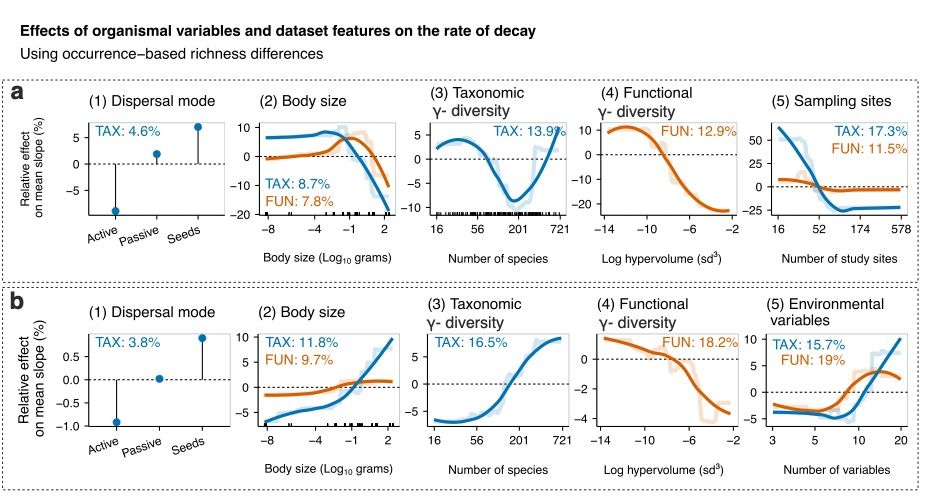 Effects of organismal variables and dataset features on the rate of decay
Using occurrence−based richness differences
a
(1) Dispersal mode
(2) Body size
(3) Taxonomic
γ- diversity
(4) Functional
γ- diversity
(5) Sampling sites
Relative effect
on mean slope (%)
5
0
−5
TAX: 4.6%
Active
Passive
Seeds
10
0
−10
−20
TAX: 8.7%
FUN: 7.8%
−8 −4 −1 2
Body size (Log10 grams)
5
0
−5
−10
TAX: 13.9%
16 56 201 721
Number of species
10
0
−10
−20
FUN: 12.9%
−14 −10 −6 −2
Log hypervolume (sd³)
50
25
0
−25
TAX: 17.3%
FUN: 11.5%
16 52 174 578
Number of study sites
b
(1) Dispersal mode
(2) Body size
(3) Taxonomic
γ- diversity
(4) Functional
γ- diversity
(5) Environmental
variables
Relative effect
on mean slope (%)
0.5
0.0
−0.5
−1.0
TAX: 3.8%
Active
Passive
Seeds
10
5
0
−5
TAX: 11.8%
FUN: 9.7%
−8 −4 −1 2
Body size (Log10 grams)
5
0
−5
TAX: 16.5%
16 56 201 721
Number of species
0
−2
−4
FUN: 18.2%
−14 −10 −6 −2
Log hypervolume (sd³)
10
5
0
−5
TAX: 15.7%
FUN: 19%
3 5 10 20
Number of variables